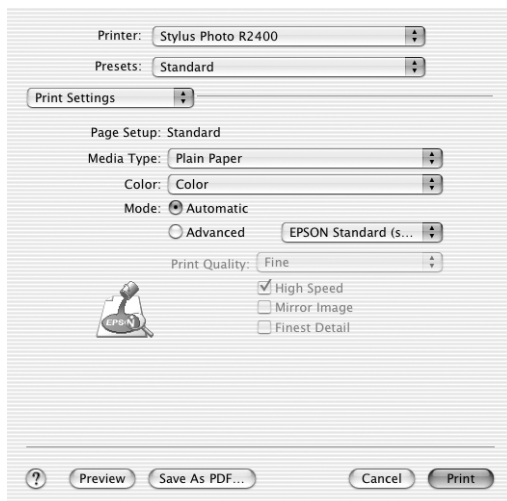 Printer: Stylus Photo R2400
Presets: Standard
Print Settings
Page Setup: Standard
Media Type: Plain Paper
Color: Color
Mode: Automatic
Advanced EPSON Standard (s...
Print Quality: Fine
High Speed
Mirror Image
Finest Detail
EPSON
? Preview Save As PDF... Cancel Print